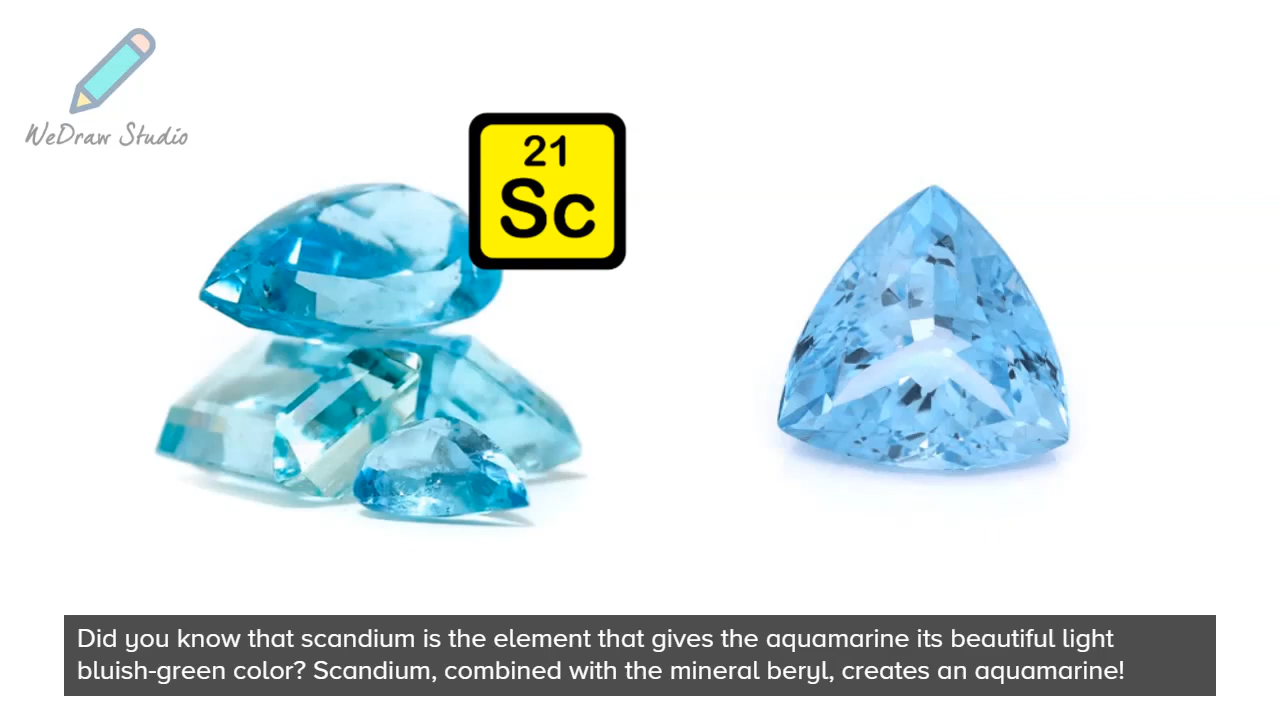 WeDraw Studio
21
Sc
Did you know that scandium is the element that gives the aquamarine its beautiful light
bluish-green color? Scandium, combined with the mineral beryl, creates an aquamarine!